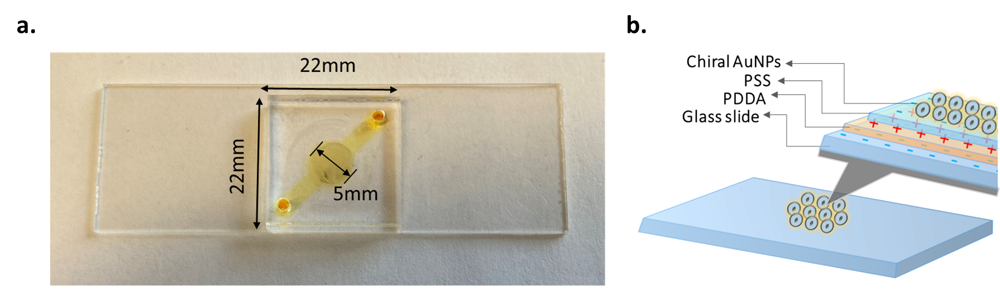 a.
22mm
22mm
5mm
b.
Chiral AuNPs
PSS
PDDA
Glass slide